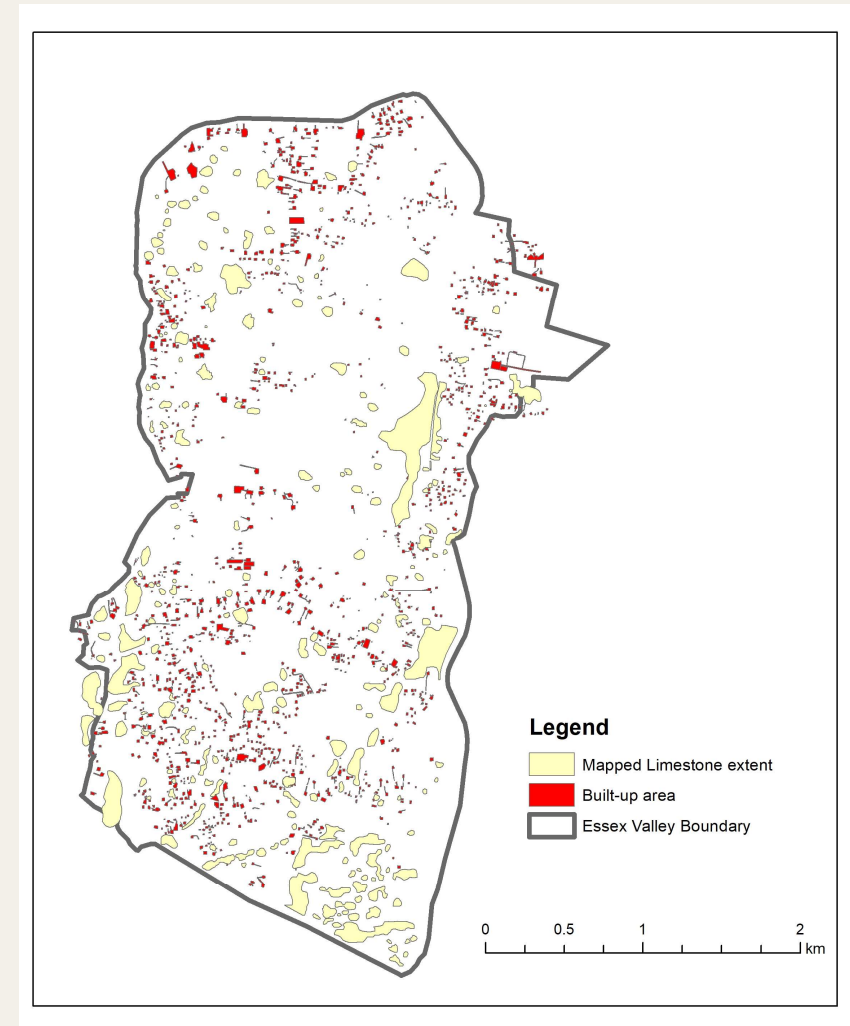 Legend
Mapped Limestone extent
Built-up area
Essex Valley Boundary
0 0.5 1 2
km